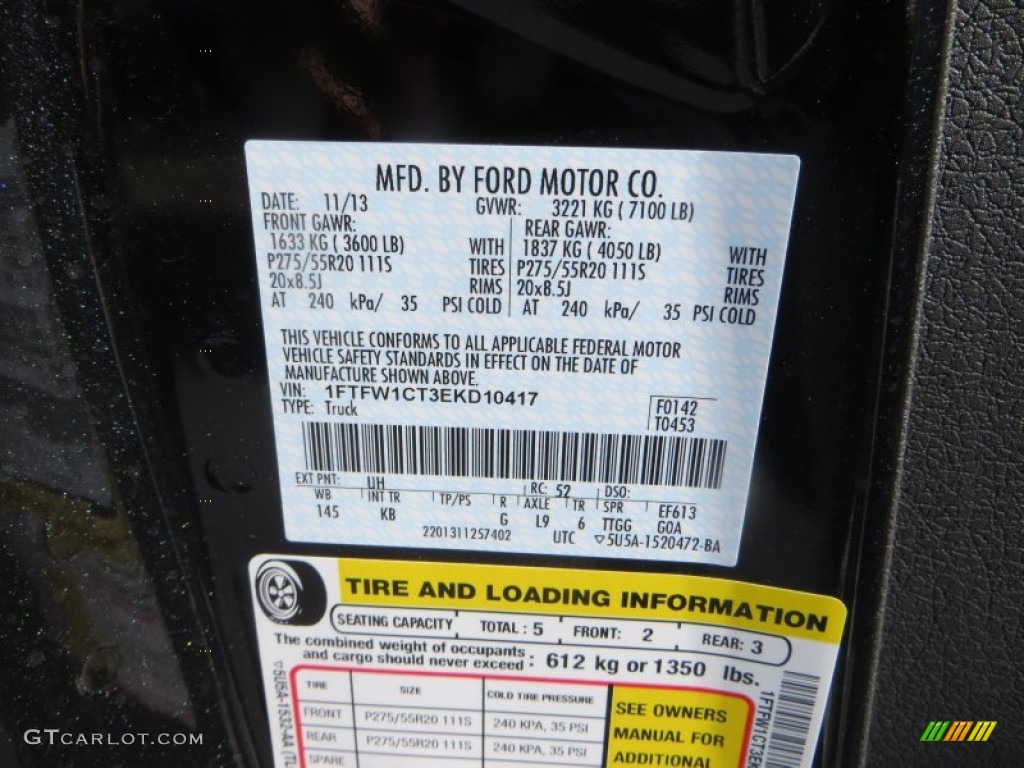 MFD. BY FORD MOTOR CO.
DATE: 11/13 GVWR: 3221 KG ( 7100 LB)
FRONT GAWR: REAR GAWR:
1633 KG ( 3600 LB) WITH 1837 KG ( 4050 LB) WITH
P275/55R20 111S TIRES P275/55R20 111S TIRES
20x8.5J RIMS 20x8.5J RIMS
AT 240 kPa/ 35 PSI COLD AT 240 kPa/ 35 PSI COLD
THIS VEHICLE CONFORMS TO ALL APPLICABLE FEDERAL MOTOR
VEHICLE SAFETY STANDARDS IN EFFECT ON THE DATE OF
MANUFACTURE SHOWN ABOVE.
VIN: 1FTFW1CT3EKD10417
TYPE: Truck
F0142
T0453
EXT PNT: UH RC: 52 DSO:
WB INT TR TP/PS R AXLE TR SPR EF613
145 KB G L9 6 TTGG GOA
2201311257402 UTC ▽5U5A-1520472-BA
TIRE AND LOADING INFORMATION
SEATING CAPACITY TOTAL : 5 FRONT: 2 REAR: 3
The combined weight of occupants
and cargo should never exceed : 612 kg or 1350 lbs.
TIRE SIZE COLD TIRE PRESSURE
FRONT P275/55R20 111S 240 KPA, 35 PSI
REAR P275/55R20 111S 240 KPA, 35 PSI
SPARE
SEE OWNERS
MANUAL FOR
ADDITIONAL
▽5U5A-1532-AA (TL
1FTFW1CT3EK
GTCarLot.com